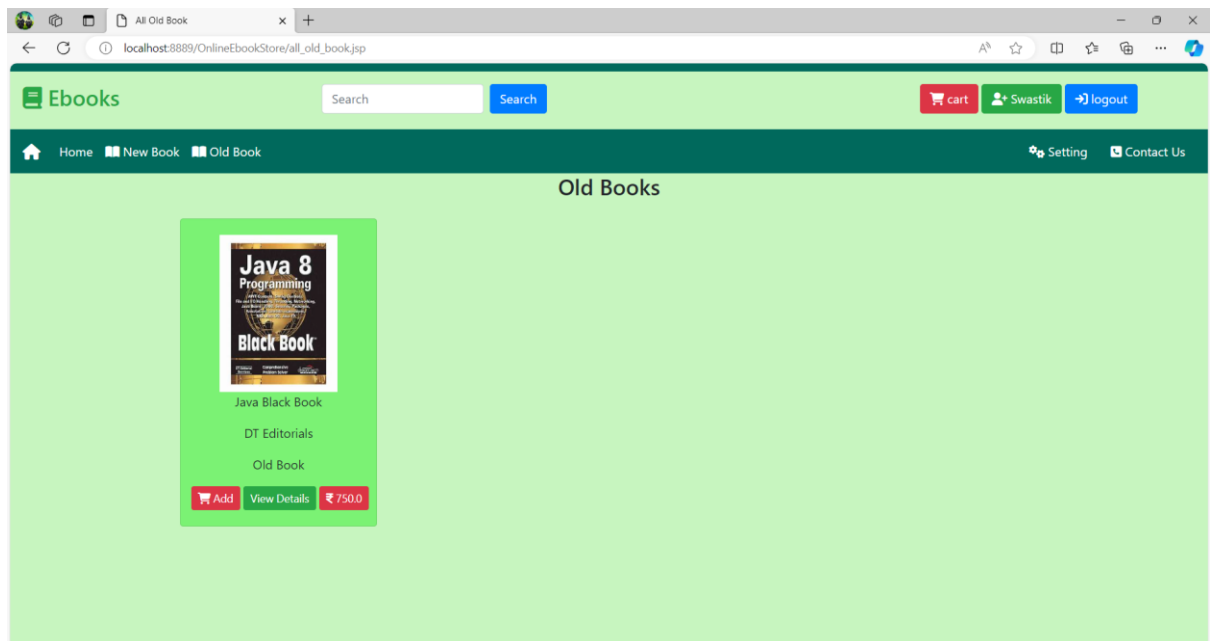 All Old Book
localhost:8889/OnlineEbookStore/all_old_book.jsp
Ebooks
Search
Search
cart
Swastik
logout
Home
New Book
Old Book
Setting
Contact Us
Old Books
Java 8
Programming
Black Book
Java Black Book
DT Editorials
Old Book
Add
View Details
₹ 750.0